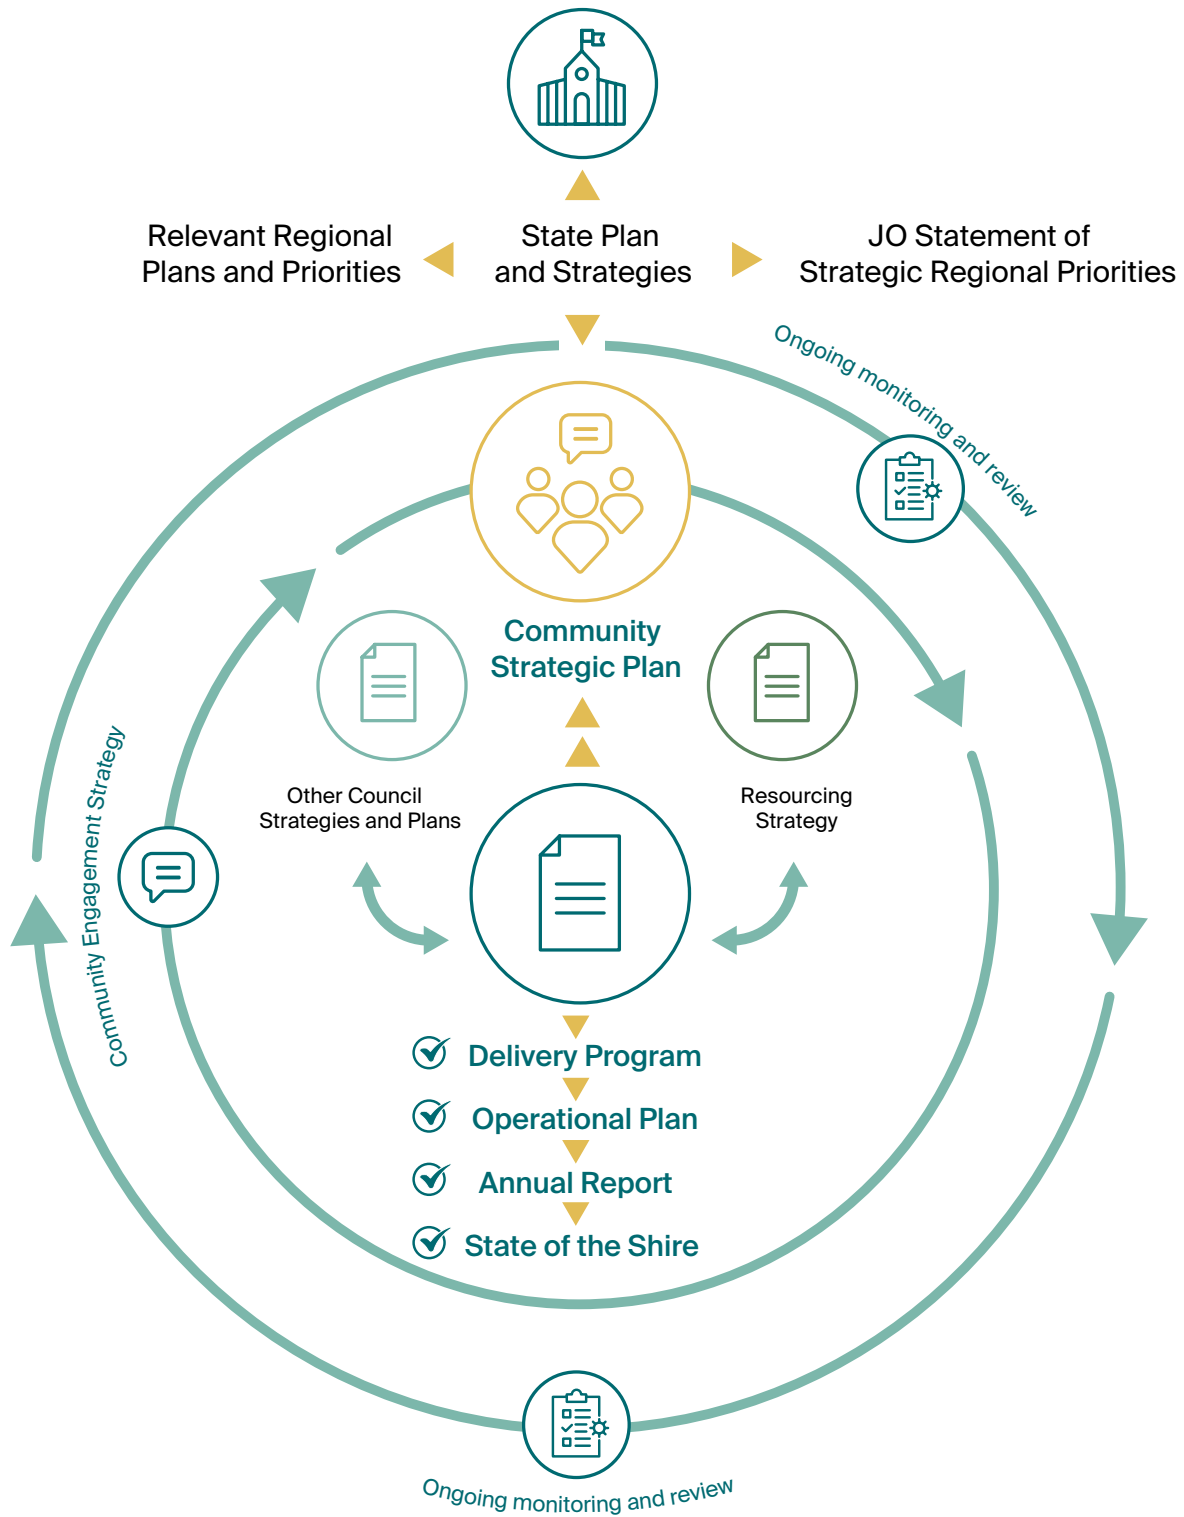 Relevant Regional
Plans and Priorities
State Plan
and Strategies
JO Statement of
Strategic Regional Priorities
Ongoing monitoring and review
Community
Strategic Plan
Community Engagement Strategy
Other Council
Strategies and Plans
Resourcing
Strategy
Delivery Program
Operational Plan
Annual Report
State of the Shire
Ongoing monitoring and review